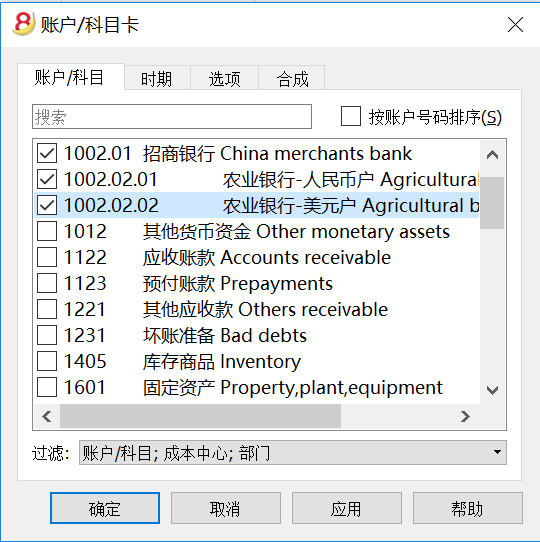 账户/科目卡
账户/科目 时期 选项 合成
搜索 按账户号码排序(S)
1002.01 招商银行 China merchants bank
1002.02.01 农业银行-人民币户 Agricultural
1002.02.02 农业银行-美元户 Agricultural b
1012 其他货币资金 Other monetary assets
1122 应收账款 Accounts receivable
1123 预付账款 Prepayments
1221 其他应收款 Others receivable
1231 坏账准备 Bad debts
1405 库存商品 Inventory
1601 固定资产 Property,plant,equipment
过滤: 账户/科目; 成本中心; 部门
确定 取消 应用 帮助